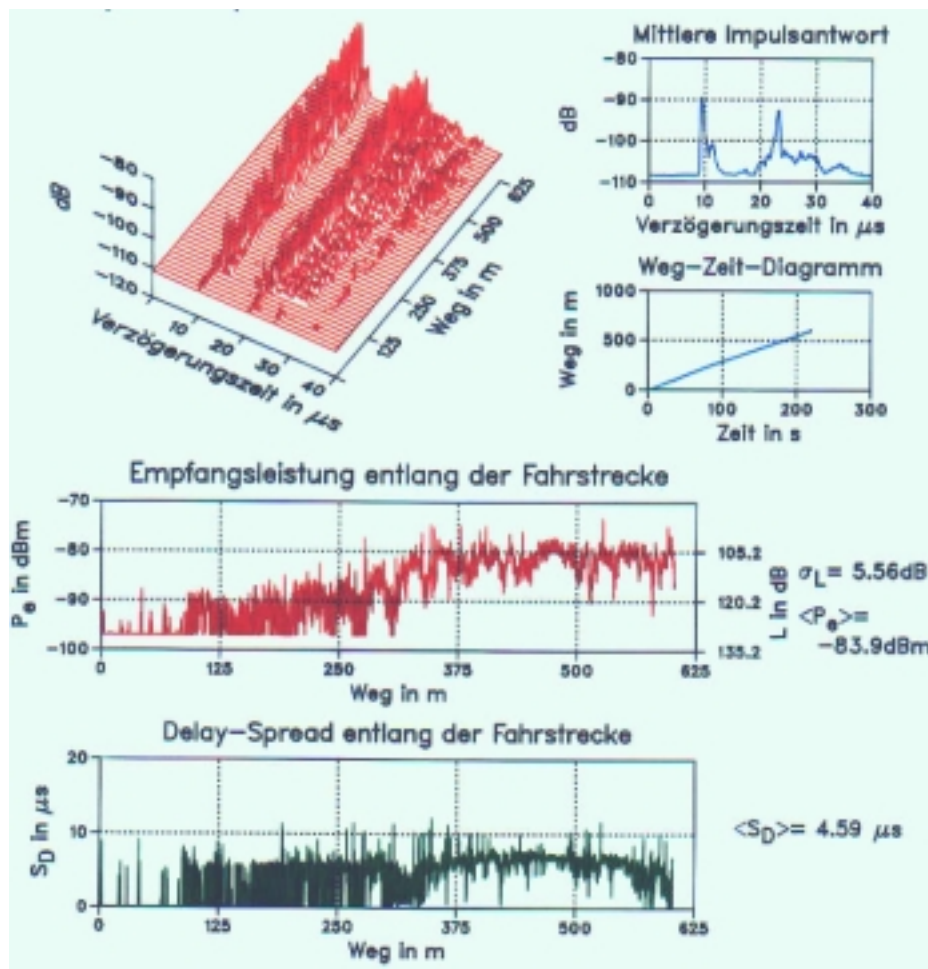 Mittlere Impulsantwort
-80
-90
-100
-110
dB
0 10 20 30 40
Verzögerungszeit in μs
-80
-90
-100
-110
-120
dB
10 20 30 40
Verzögerungszeit in μs
125 250 375 500 625
Weg in m
Weg-Zeit-Diagramm
1000
500
0
Weg in m
0 100 200 300
Zeit in s
Empfangsleistung entlang der Fahrstrecke
-70
-80
-90
-100
Pe in dBm
105.2
120.2
135.2
L in dB
0 125 250 375 500 625
Weg in m
σL= 5.56dB
<Pe>=
-83.9dBm
Delay-Spread entlang der Fahrstrecke
20
10
0
SD in μs
0 125 250 375 500 625
Weg in m
<SD>= 4.59 μs